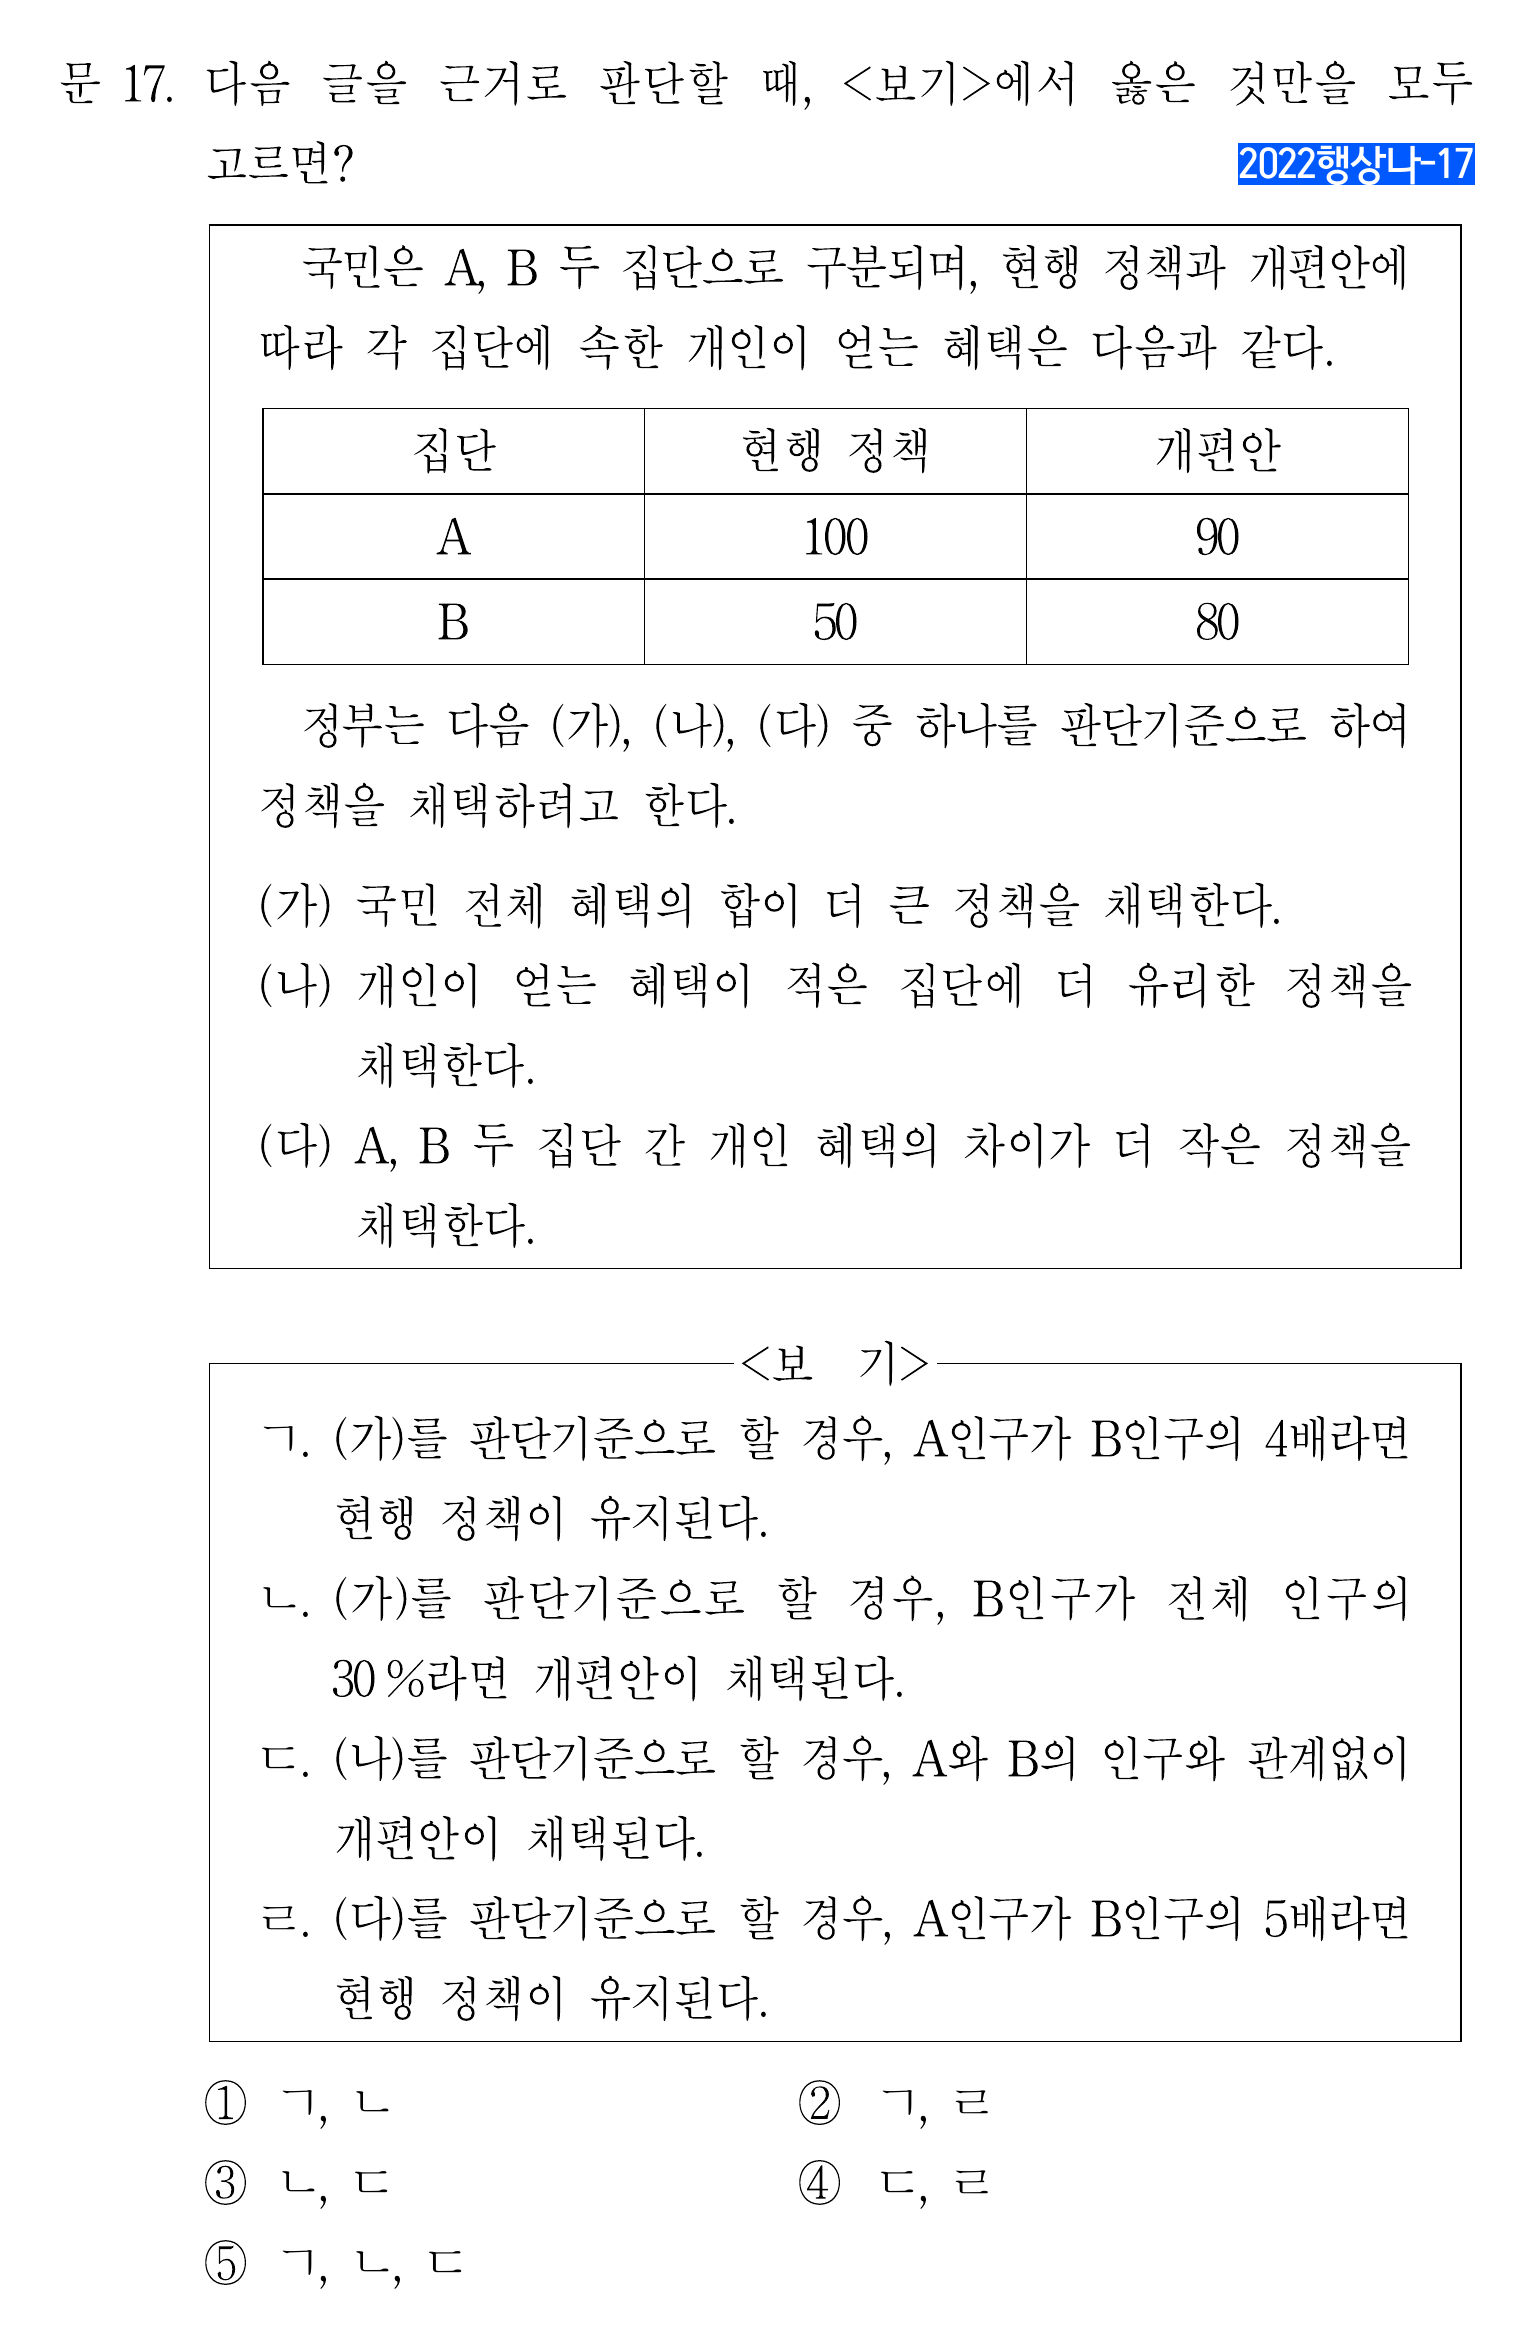 문 17. 다음 글을 근거로 판단할 때, <보기>에서 옳은 것만을 모두
고르면?
2022행상나-17
국민은 A, B 두 집단으로 구분되며, 현행 정책과 개편안에
따라 각 집단에 속한 개인이 얻는 혜택은 다음과 같다.
집단 현행 정책 개편안
A 100 90
B 50 80
정부는 다음 (가), (나), (다) 중 하나를 판단기준으로 하여
정책을 채택하려고 한다.
(가) 국민 전체 혜택의 합이 더 큰 정책을 채택한다.
(나) 개인이 얻는 혜택이 적은 집단에 더 유리한 정책을
채택한다.
(다) A, B 두 집단 간 개인 혜택의 차이가 더 작은 정책을
채택한다.
<보 기>
ㄱ. (가)를 판단기준으로 할 경우, A인구가 B인구의 4배라면
현행 정책이 유지된다.
ㄴ. (가)를 판단기준으로 할 경우, B인구가 전체 인구의
30 %라면 개편안이 채택된다.
ㄷ. (나)를 판단기준으로 할 경우, A와 B의 인구와 관계없이
개편안이 채택된다.
ㄹ. (다)를 판단기준으로 할 경우, A인구가 B인구의 5배라면
현행 정책이 유지된다.
① ㄱ, ㄴ
② ㄱ, ㄹ
③ ㄴ, ㄷ
④ ㄷ, ㄹ
⑤ ㄱ, ㄴ, ㄷ